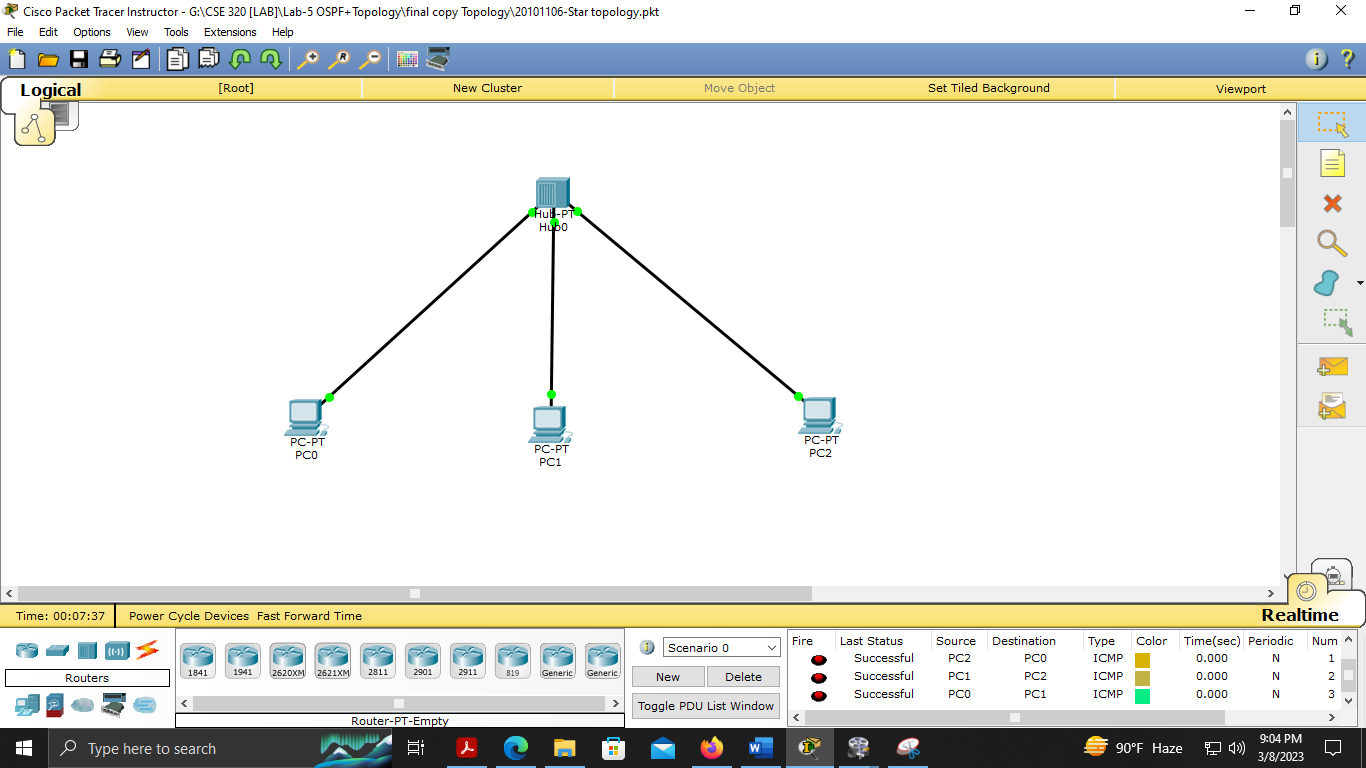 Cisco Packet Tracer Instructor - G:\CSE 320 [LAB]\Lab-5 OSPF+Topology\final copy Topology\20101106-Star topology.pkt
File Edit Options View Tools Extensions Help
Logical [Root] New Cluster Move Object Set Tiled Background Viewport
Hub-PT
Hub0
PC-PT
PC0
PC-PT
PC1
PC-PT
PC2
Time: 00:07:37 Power Cycle Devices Fast Forward Time Realtime
Routers
1841 1941 2620XM 2621XM 2811 2901 2911 819 Generic Generic
Router-PT-Empty
Scenario 0
New Delete
Toggle PDU List Window
Fire Last Status Source Destination Type Color Time(sec) Periodic Num
Successful PC2 PC0 ICMP 0.000 N 1
Successful PC1 PC2 ICMP 0.000 N 2
Successful PC0 PC1 ICMP 0.000 N 3
Type here to search
90°F Haze
9:04 PM
3/8/2023